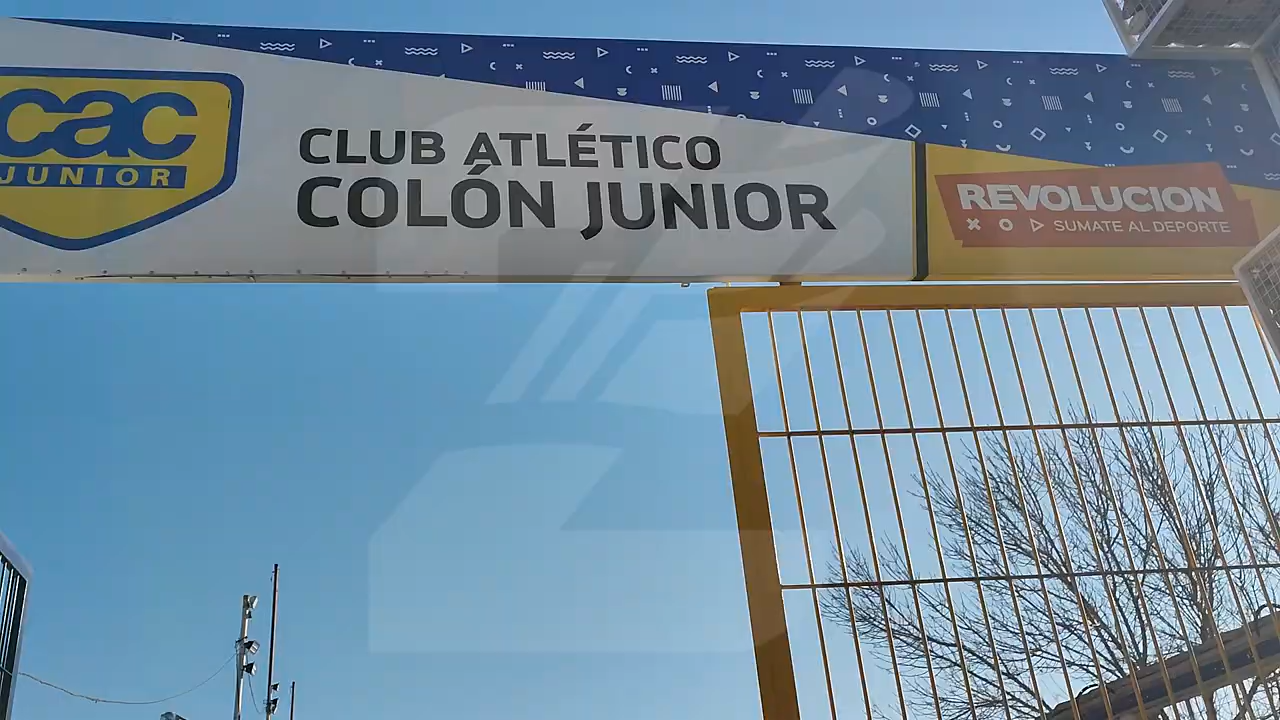 cac
JUNIOR
CLUB ATLÉTICO
COLÓN JUNIOR
REVOLUCION
SUMATE AL DEPORTE